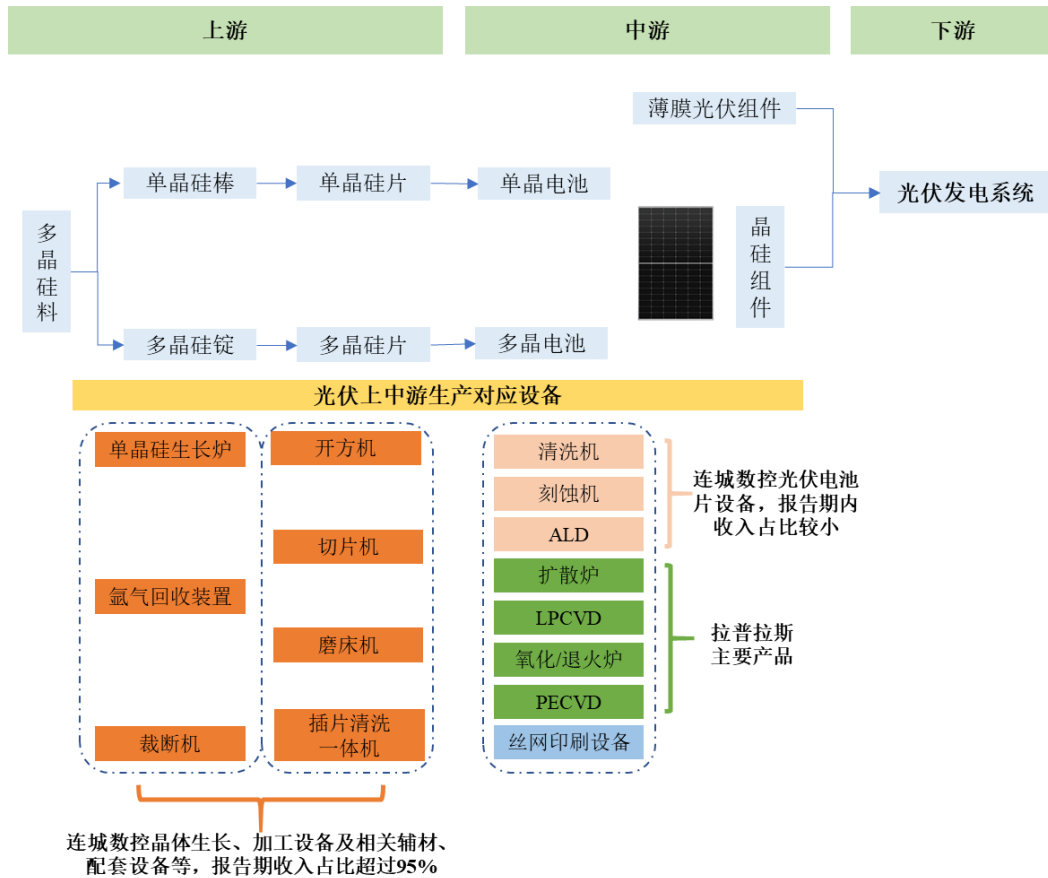 上游
中游
下游
薄膜光伏组件
单晶硅棒
单晶硅片
单晶电池
光伏发电系统
多
晶
硅
料
晶
硅
组
件
多晶硅锭
多晶硅片
多晶电池
光伏上中游生产对应设备
单晶硅生长炉
氩气回收装置
裁断机
开方机
切片机
磨床机
插片清洗
一体机
清洗机
刻蚀机
ALD
扩散炉
LPCVD
氧化/退火炉
PECVD
丝网印刷设备
连城数控光伏电池
片设备，报告期内
收入占比较小
拉普拉斯
主要产品
连城数控晶体生长、加工设备及相关辅材、
配套设备等，报告期收入占比超过95%